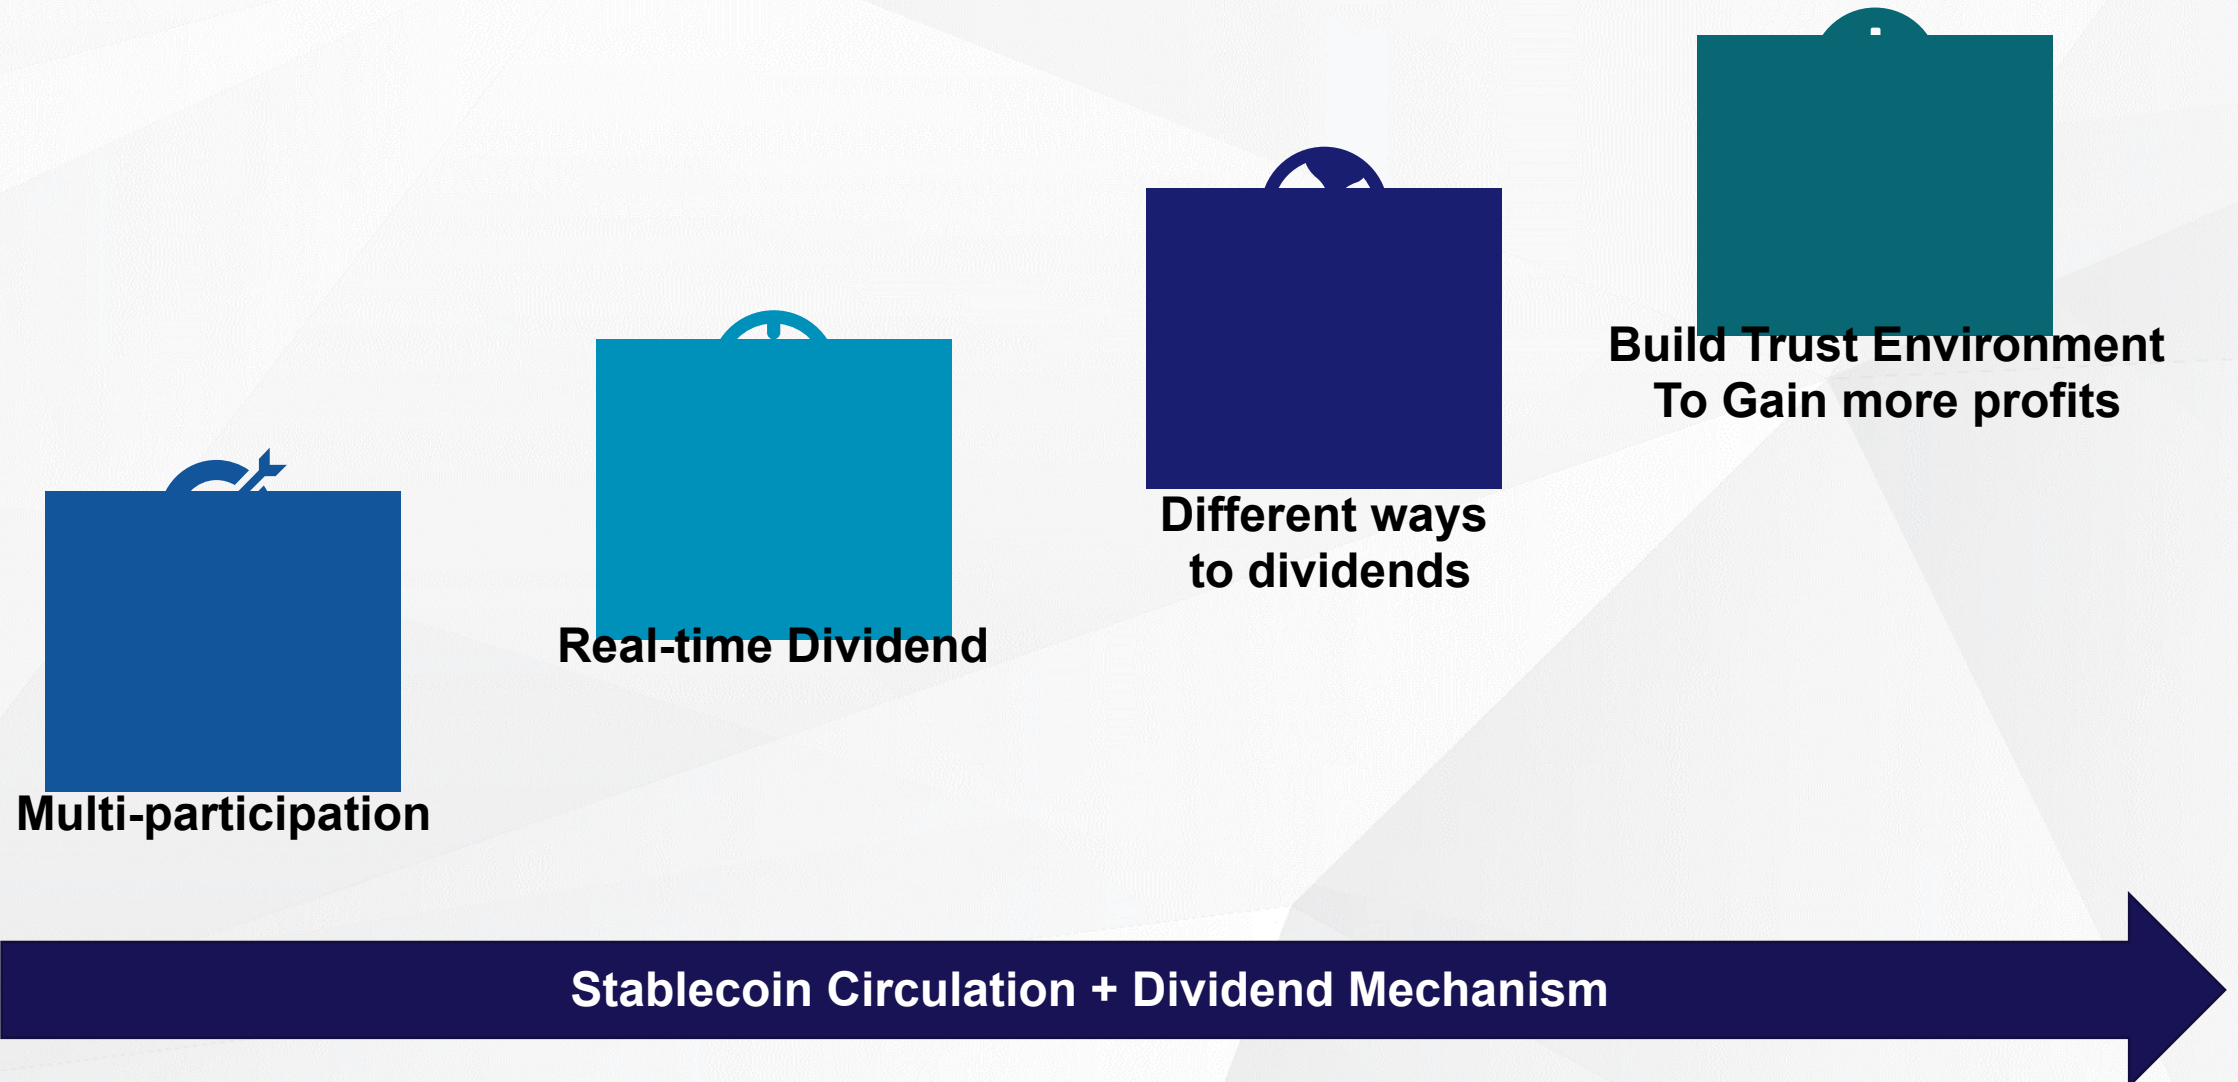 Build Trust Environment
To Gain more profits
Different ways
to dividends
Real-time Dividend
Multi-participation
Stablecoin Circulation + Dividend Mechanism